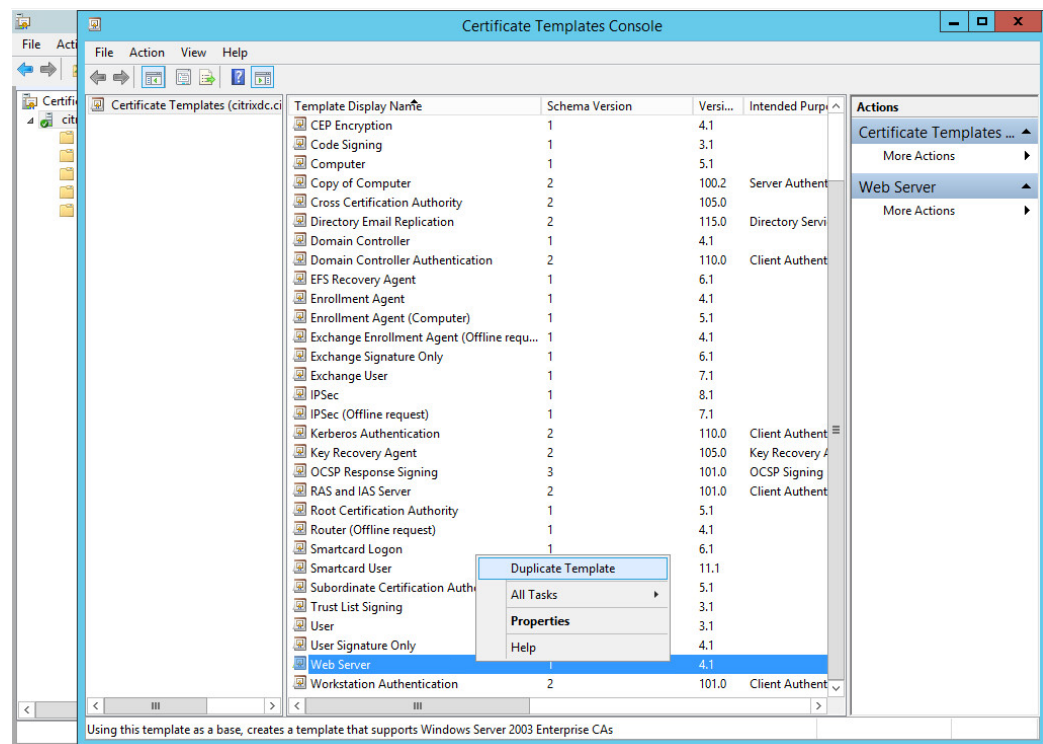 Certificate Templates Console
File Acti
File Action View Help
Certifi
cit
Certificate Templates (citrixdc.ci
Template Display Name Schema Version Versi... Intended Purp
CEP Encryption 1 4.1
Code Signing 1 3.1
Computer 1 5.1
Copy of Computer 2 100.2 Server Authent
Cross Certification Authority 2 105.0
Directory Email Replication 2 115.0 Directory Servi
Domain Controller 1 4.1
Domain Controller Authentication 2 110.0 Client Authent
EFS Recovery Agent 1 6.1
Enrollment Agent 1 4.1
Enrollment Agent (Computer) 1 5.1
Exchange Enrollment Agent (Offline requ... 1 4.1
Exchange Signature Only 1 6.1
Exchange User 1 7.1
IPSec 1 8.1
IPSec (Offline request) 1 7.1
Kerberos Authentication 2 110.0 Client Authent
Key Recovery Agent 2 105.0 Key Recovery A
OCSP Response Signing 3 101.0 OCSP Signing
RAS and IAS Server 2 101.0 Client Authent
Root Certification Authority 1 5.1
Router (Offline request) 1 4.1
Smartcard Logon 1 6.1
Smartcard User 11.1
Subordinate Certification Autho 5.1
Trust List Signing 3.1
User 3.1
User Signature Only 4.1
Web Server 1 4.1
Workstation Authentication 2 101.0 Client Authent
Duplicate Template
All Tasks
Properties
Help
Actions
Certificate Templates ...
More Actions
Web Server
More Actions
Using this template as a base, creates a template that supports Windows Server 2003 Enterprise CAs